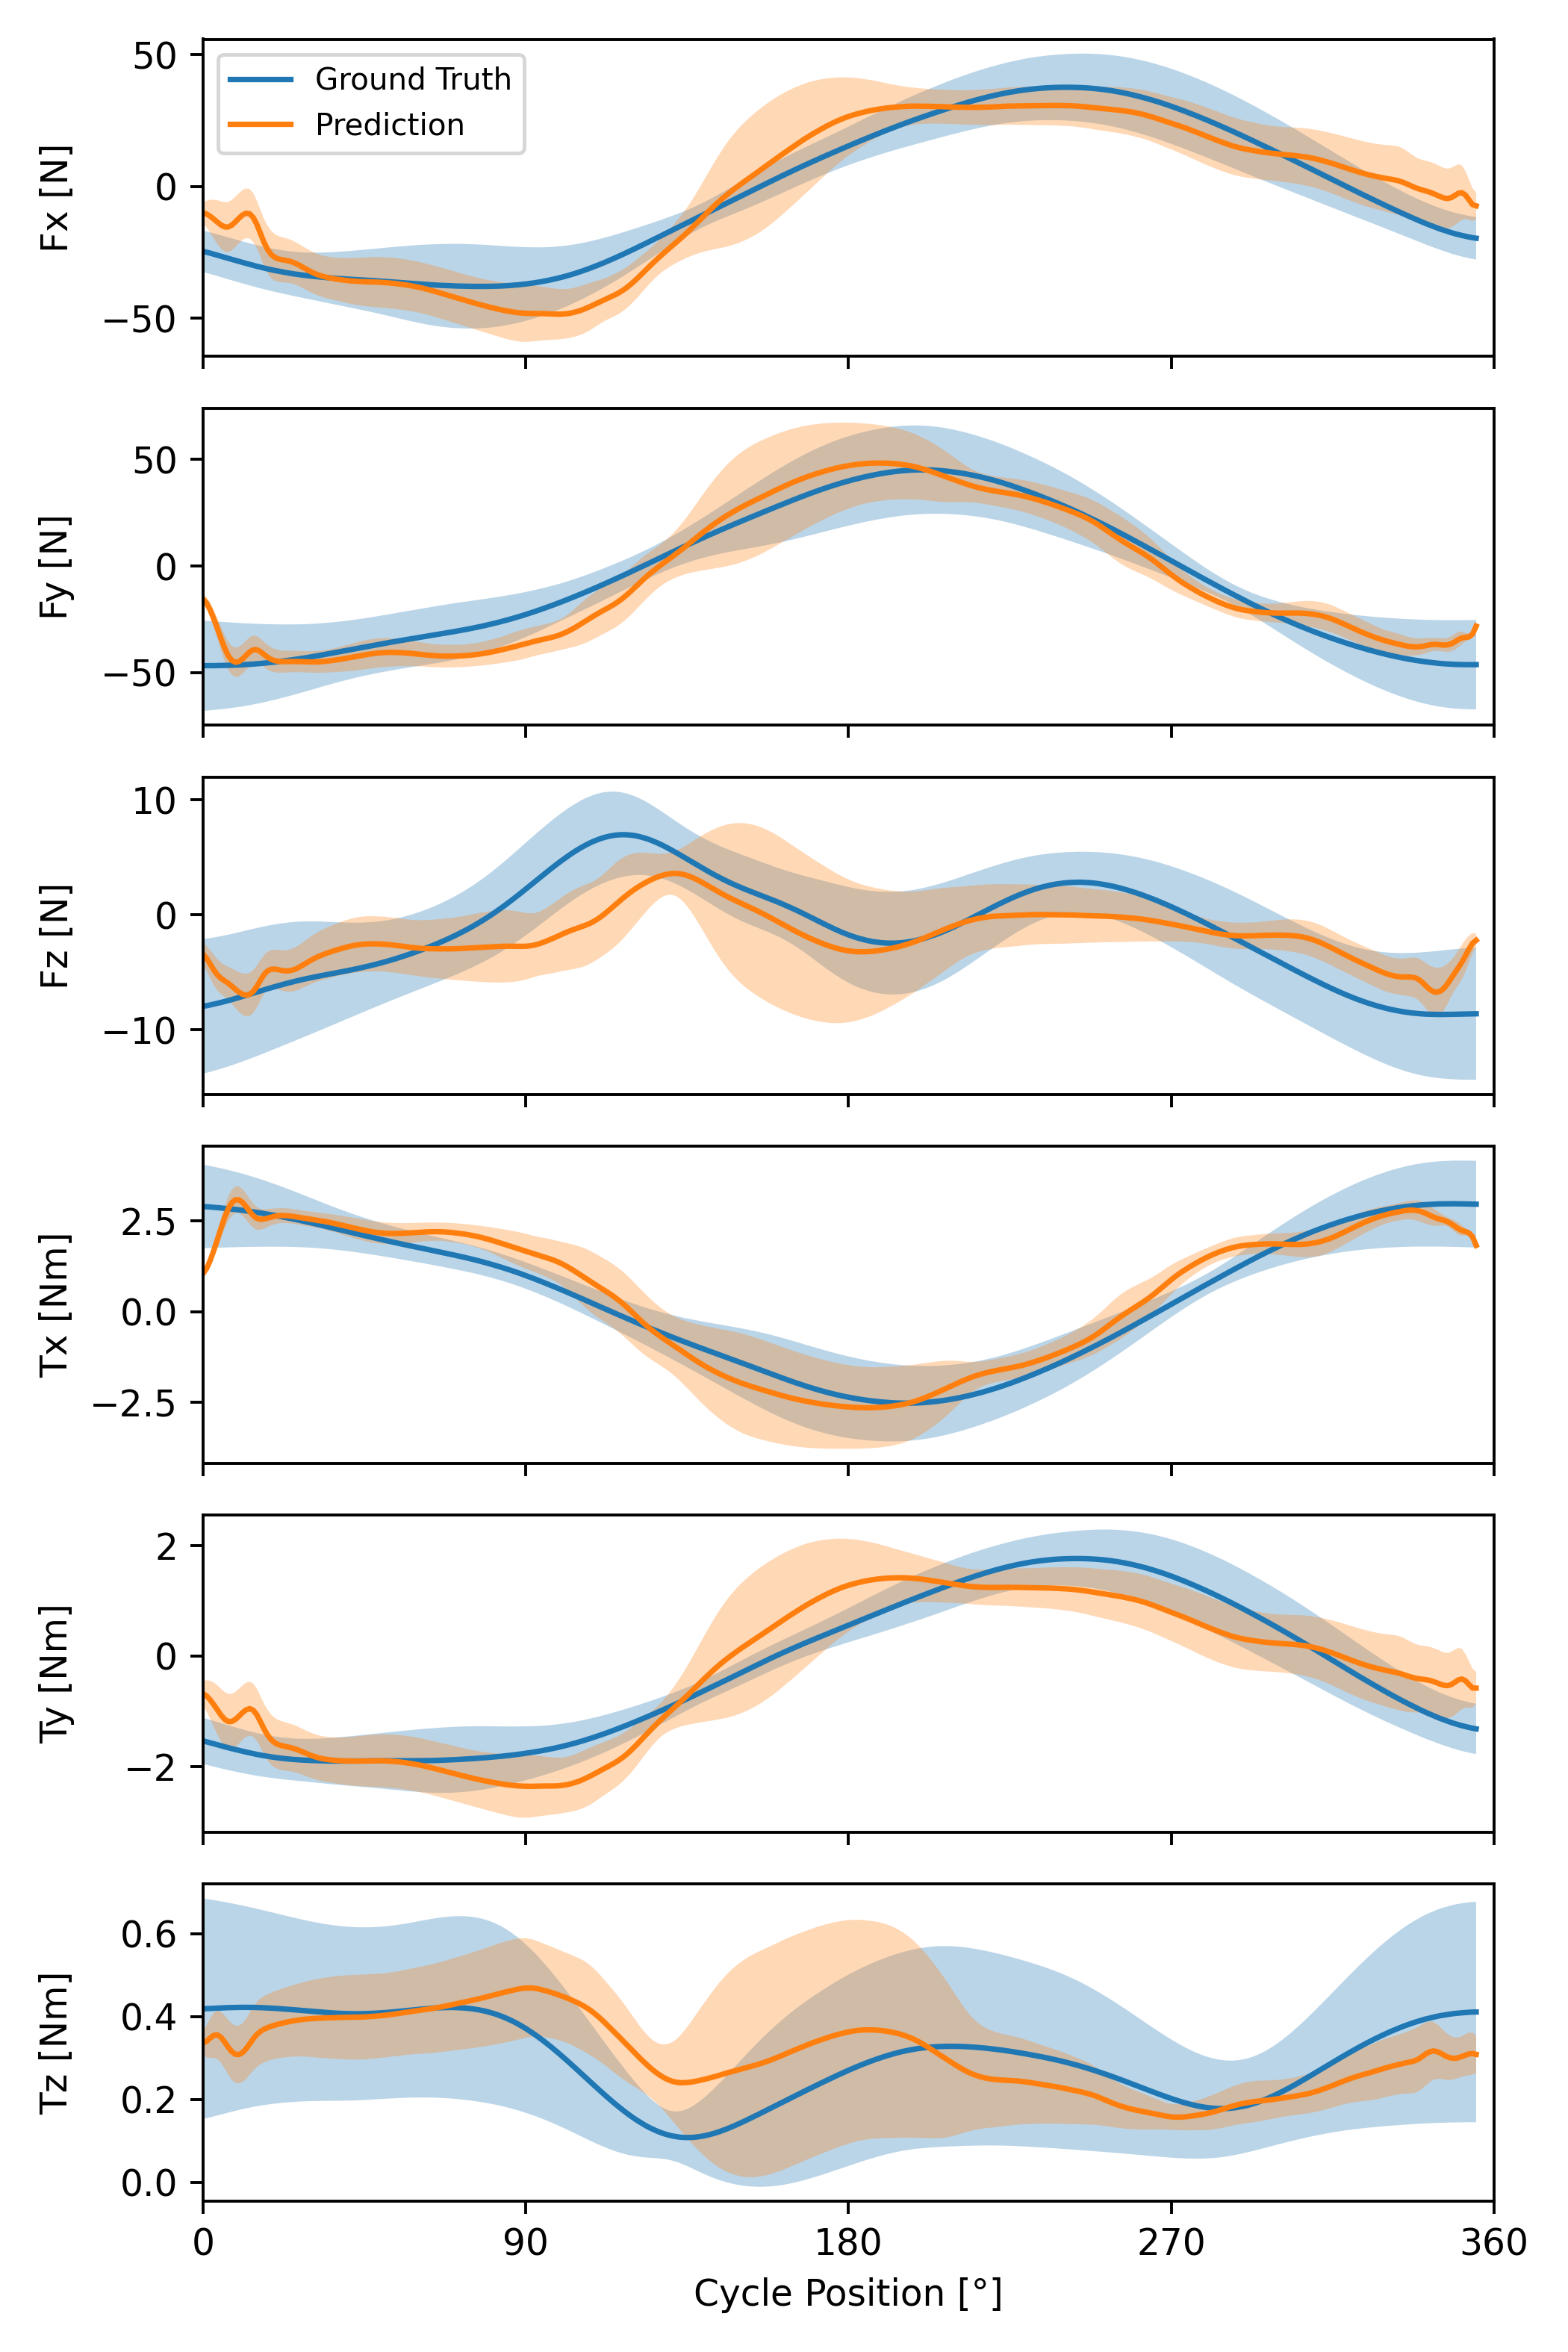 Fx [N]
50
0
−50
Ground Truth
Prediction
Fy [N]
50
0
−50
Fz [N]
10
0
−10
Tx [Nm]
2.5
0.0
−2.5
Ty [Nm]
2
0
−2
Tz [Nm]
0.6
0.4
0.2
0.0
0 90 180 270 360
Cycle Position [°]